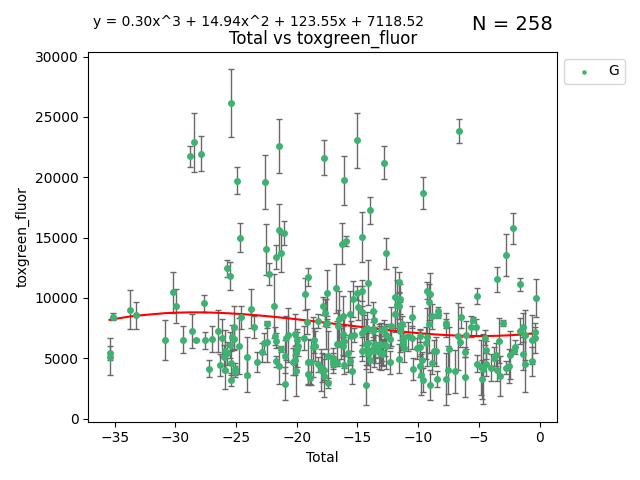 y = 0.30x^3 + 14.94x^2 + 123.55x + 7118.52
N = 258
Total vs toxgreen_fluor
G
30000
25000
20000
15000
10000
5000
0
toxgreen_fluor
−35 −30 −25 −20 −15 −10 −5 0
Total